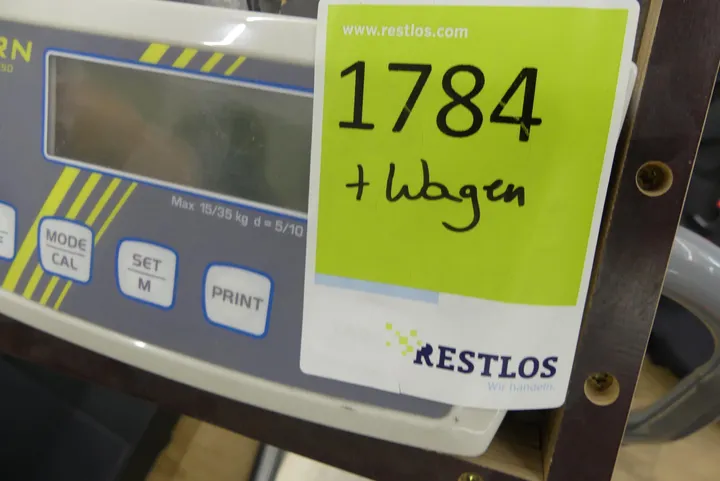 RN
www.restlos.com
1784
+ Wagen
Max 15/35 kg d = 5/10
MODE
CAL
SET
M
PRINT
RESTLOS
Wir handeln.